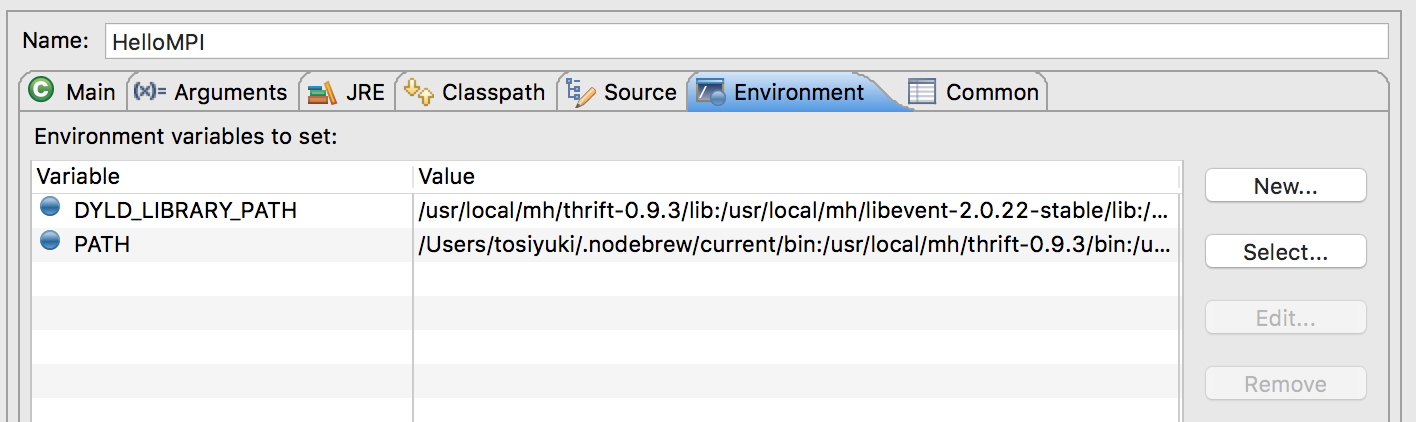 Name: HelloMPI
Main (x)= Arguments JRE Classpath Source Environment Common
Environment variables to set:
Variable Value
DYLD_LIBRARY_PATH /usr/local/mh/thrift-0.9.3/lib:/usr/local/mh/libevent-2.0.22-stable/lib:/...
PATH /Users/tosiyuki/.nodebrew/current/bin:/usr/local/mh/thrift-0.9.3/bin:/u...
New...
Select...
Edit...
Remove